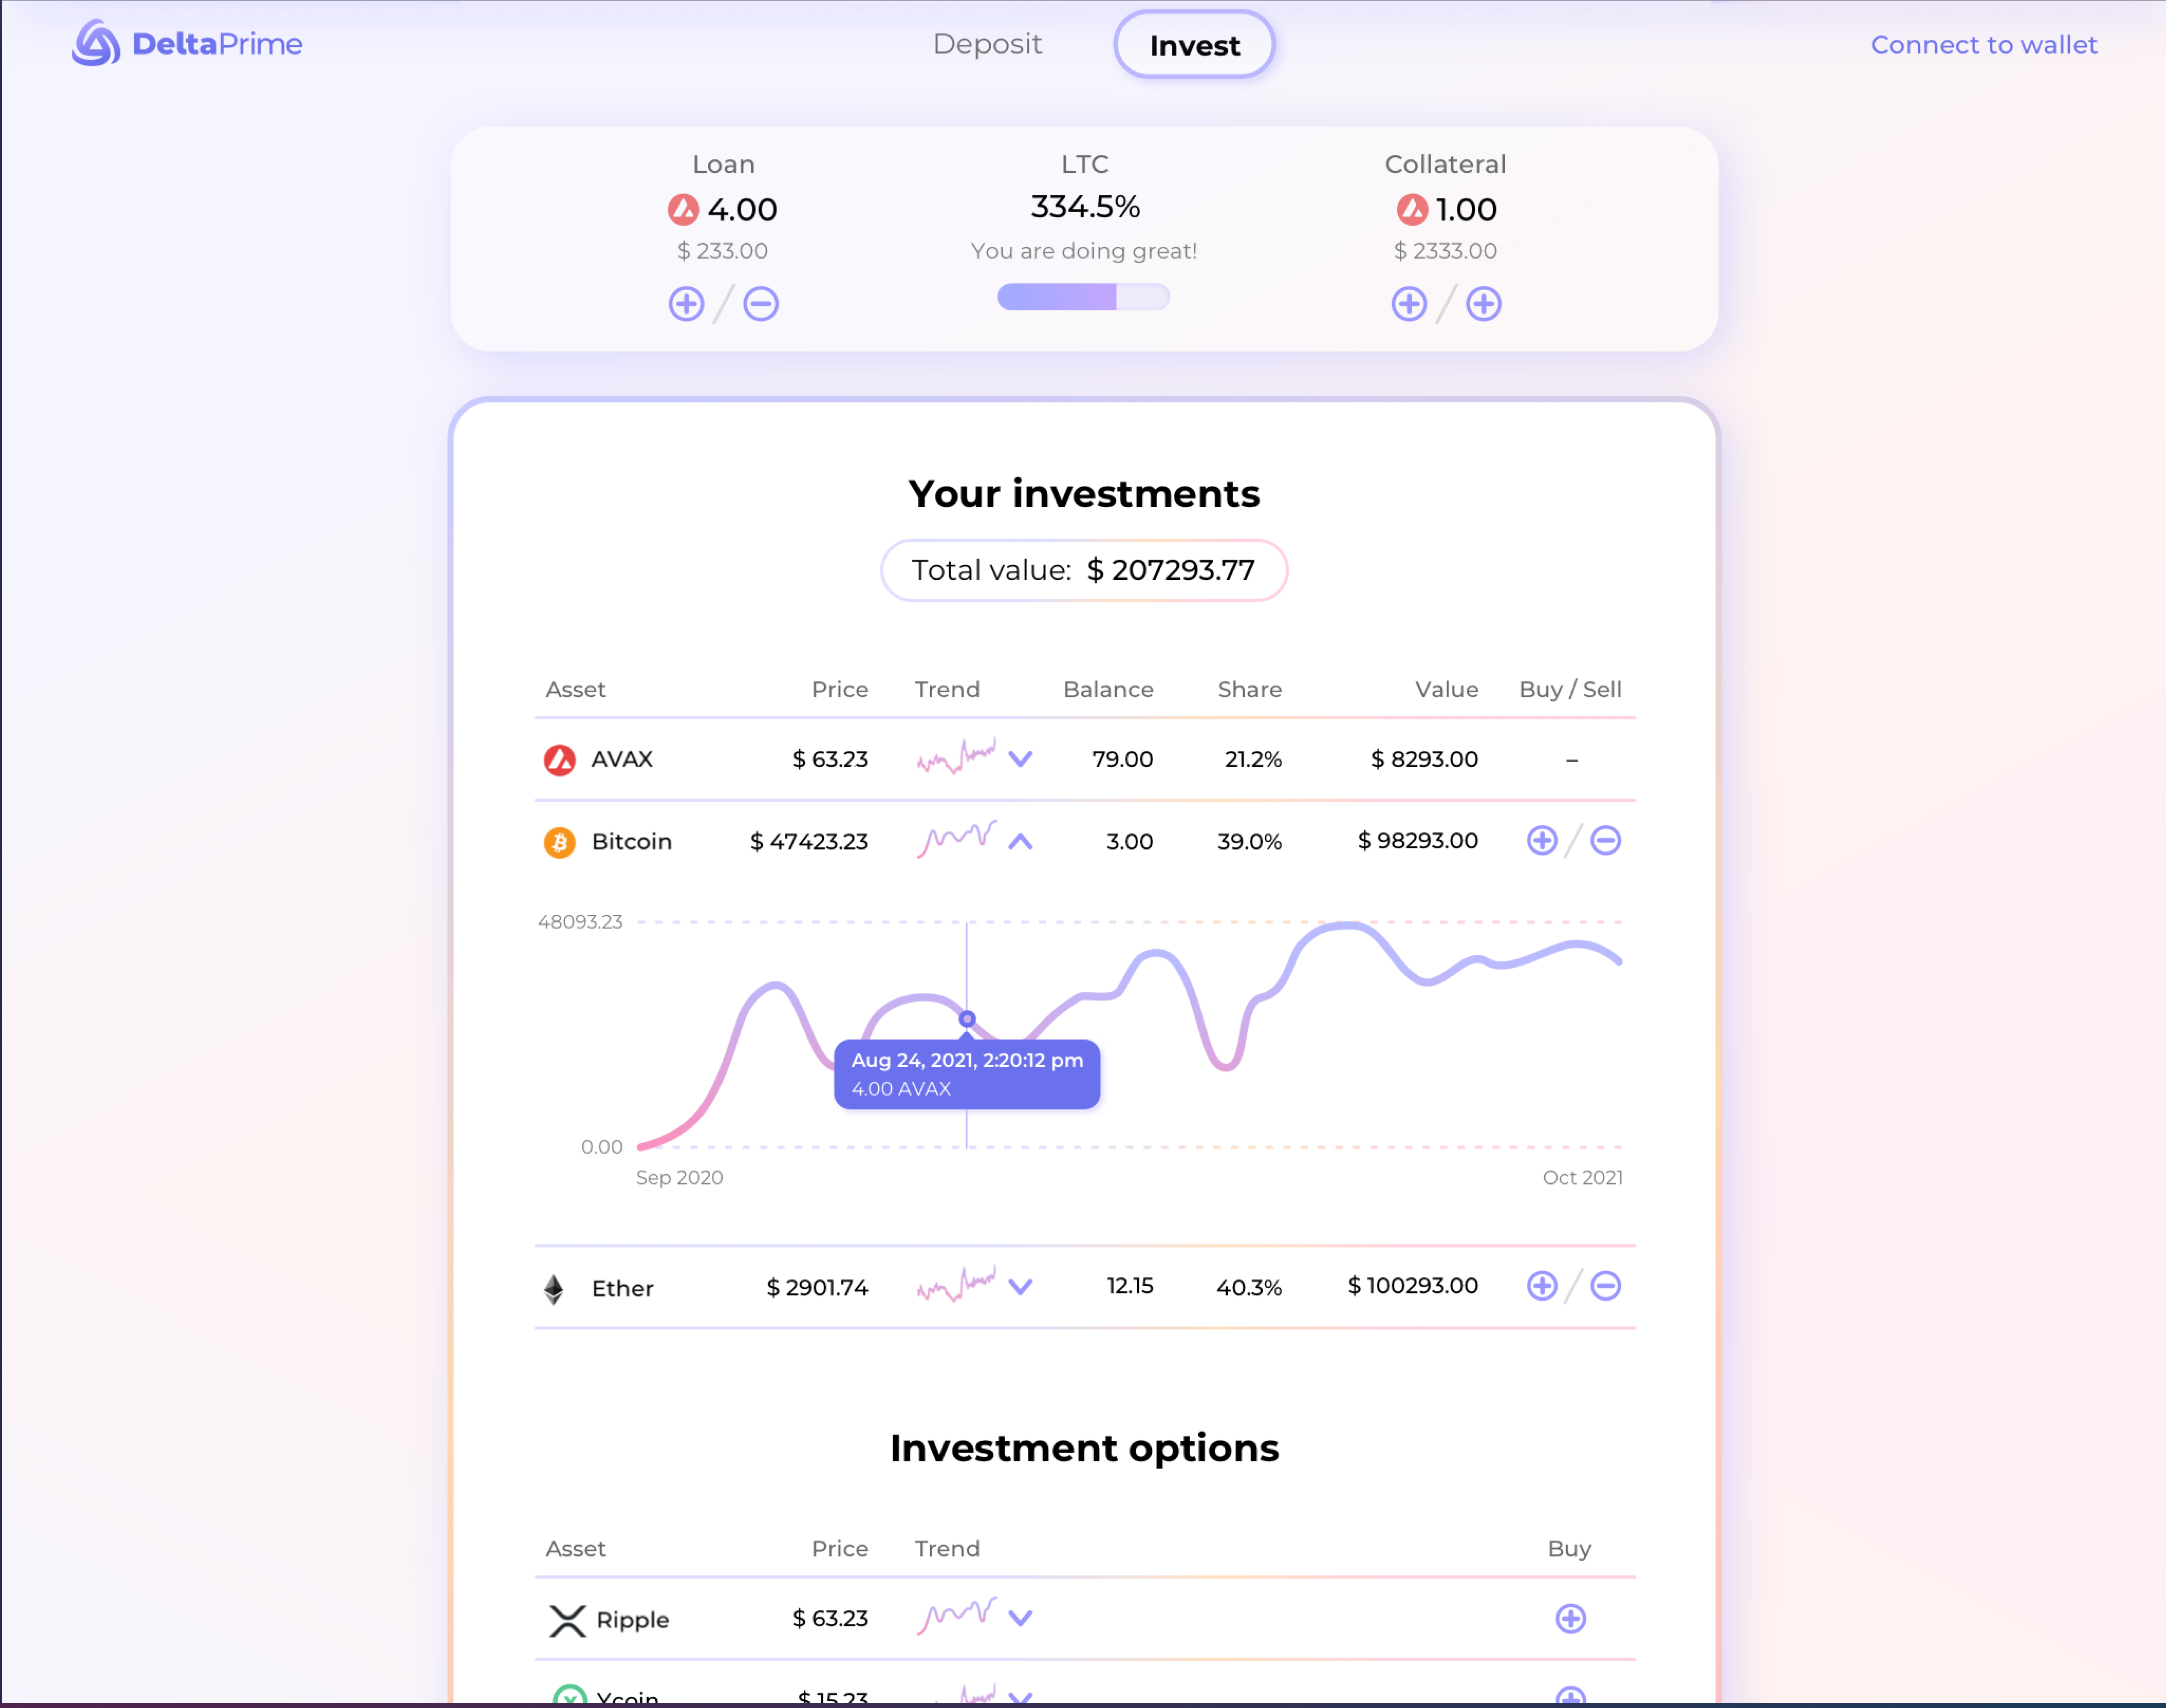 DeltaPrime Deposit Invest Connect to wallet
Loan LTC Collateral
4.00 334.5% 1.00
$ 233.00 You are doing great! $ 2333.00
Your investments
Total value: $ 207293.77
Asset Price Trend Balance Share Value Buy / Sell
AVAX $ 63.23 79.00 21.2% $ 8293.00 –
Bitcoin $ 47423.23 3.00 39.0% $ 98293.00
48093.23
Aug 24, 2021, 2:20:12 pm
4.00 AVAX
0.00
Sep 2020 Oct 2021
Ether $ 2901.74 12.15 40.3% $ 100293.00
Investment options
Asset Price Trend Buy
Ripple $ 63.23
Ycoin $ 15.23